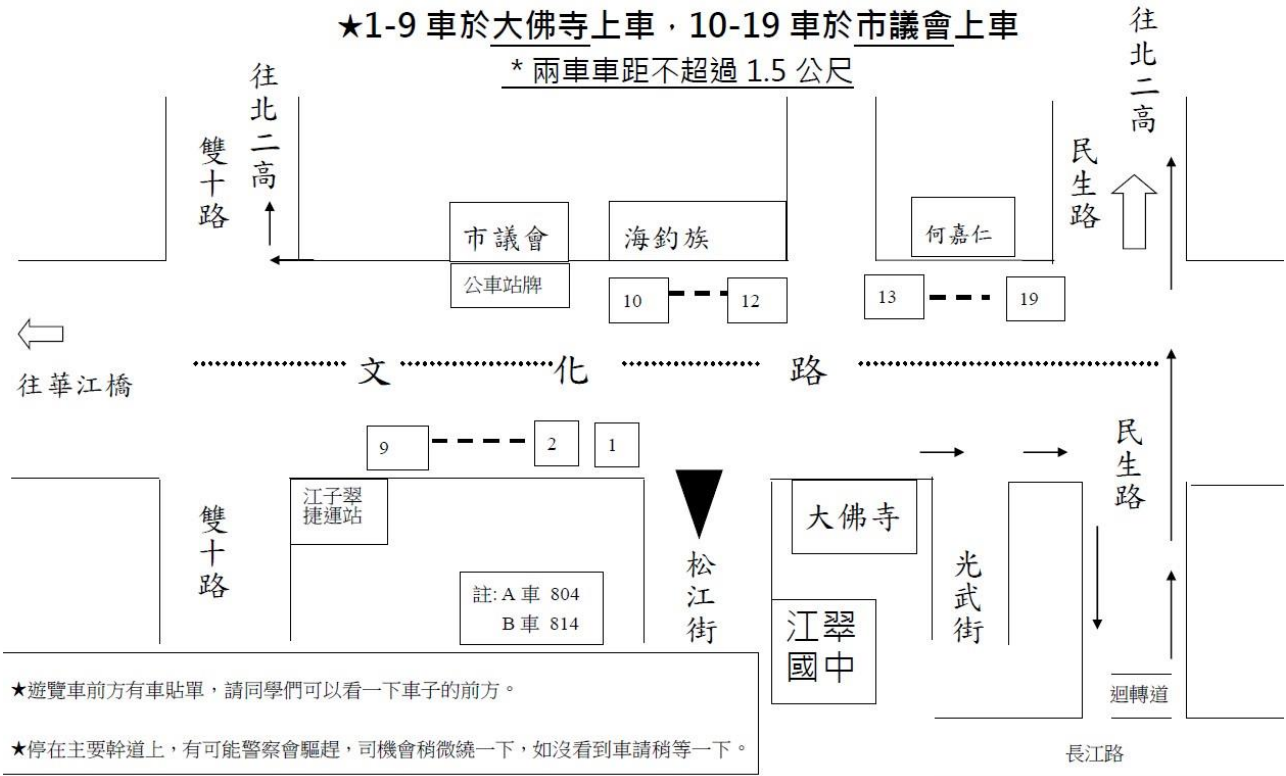 ★1-9 車於大佛寺上車，10-19 車於市議會上車
* 兩車車距不超過 1.5 公尺
往北二高
往北二高
雙十路
民生路
市議會
海釣族
何嘉仁
公車站牌
10
12
13
19
往華江橋
文化路
9
2
1
民生路
江子翠
捷運站
大佛寺
雙十路
松江街
光武街
註: A 車 804
B 車 814
江翠
國中
★遊覽車前方有車貼單，請同學們可以看一下車子的前方。
迴轉道
★停在主要幹道上，有可能警察會驅趕，司機會稍微繞一下，如沒看到車請稍等一下。
長江路